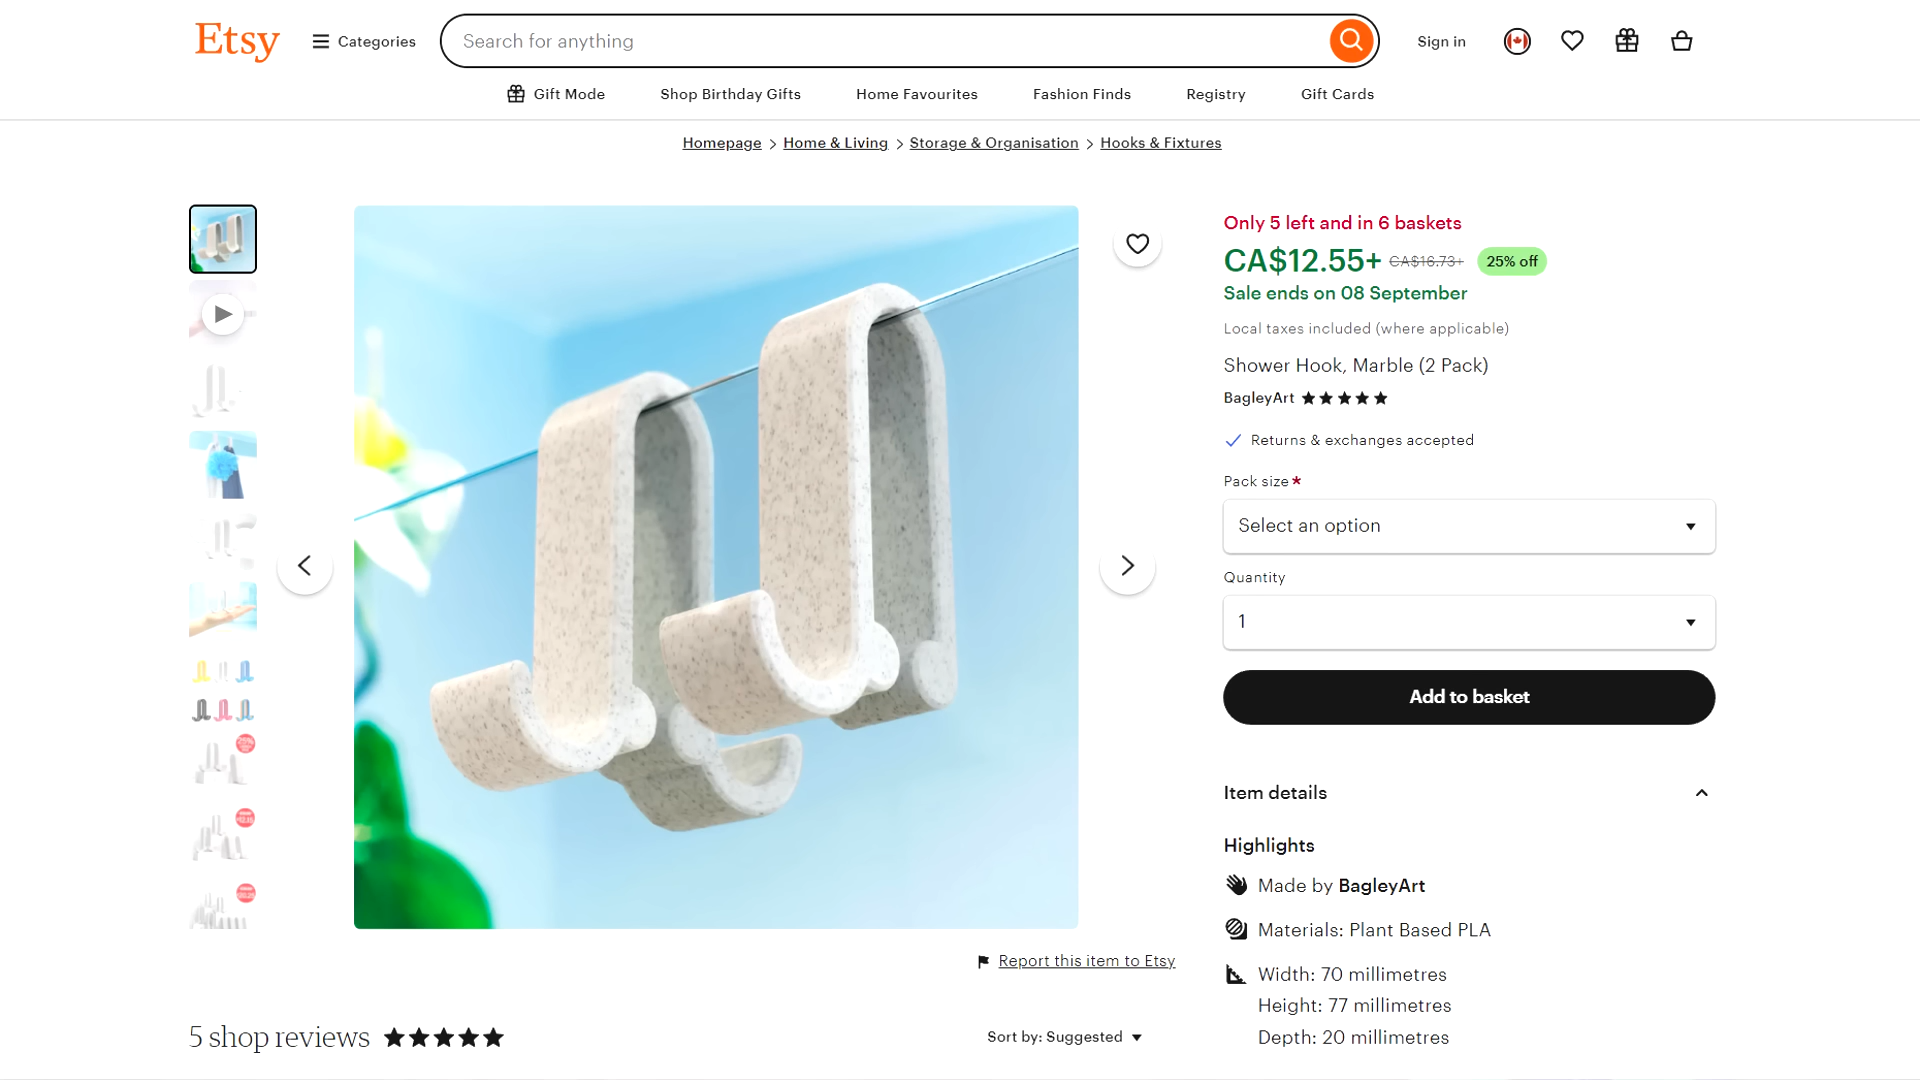 Etsy
Categories
Search for anything
Sign in
Gift Mode
Shop Birthday Gifts
Home Favourites
Fashion Finds
Registry
Gift Cards
Homepage > Home & Living > Storage & Organisation > Hooks & Fixtures
Only 5 left and in 6 baskets
CA$12.55+ CA$16.73+ 25% off
Sale ends on 08 September
Local taxes included (where applicable)
Shower Hook, Marble (2 Pack)
BagleyArt
Returns & exchanges accepted
Pack size *
Select an option
Quantity
1
Add to basket
Item details
Highlights
Made by BagleyArt
Materials: Plant Based PLA
Width: 70 millimetres
Height: 77 millimetres
Depth: 20 millimetres
Report this item to Etsy
5 shop reviews
Sort by: Suggested